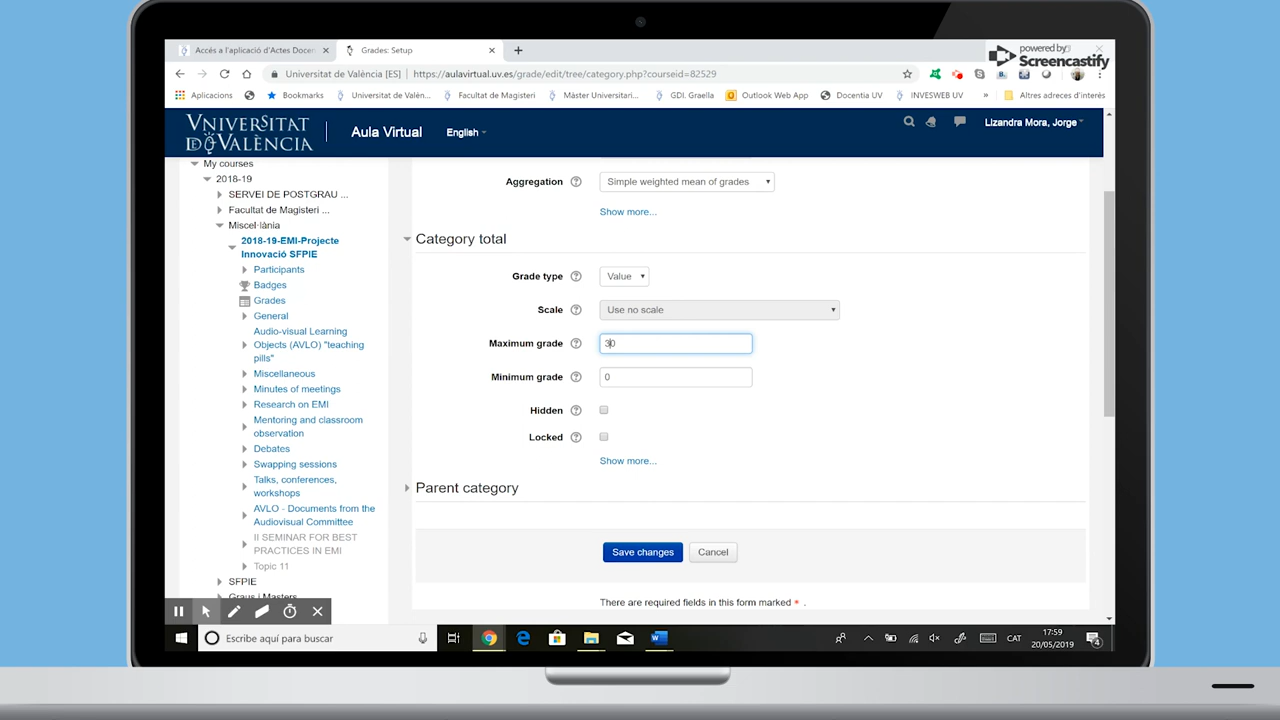 powered by
Screencastify
Accés a l'aplicació d'Actes Docen
Grades: Setup
Universitat de València [ES]
https://aulavirtual.uv.es/grade/edit/tree/category.php?courseid=82529
Aplicacions
Bookmarks
Universitat de Valèn...
Facultat de Magisteri
Màster Universitari...
GDI. Graella
Outlook Web App
Docentia UV
INVESWEB UV
»
Altres adreces d'interès
VNIVERSITAT
DE VALÈNCIA
Aula Virtual
English
Lizandra Mora, Jorge
My courses
2018-19
SERVEI DE POSTGRAU ...
Facultat de Magisteri ...
Miscel·lània
2018-19-EMI-Projecte
Innovació SFPIE
Participants
Badges
Grades
General
Audio-visual Learning
Objects (AVLO) "teaching
pills"
Miscellaneous
Minutes of meetings
Research on EMI
Mentoring and classroom
observation
Debates
Swapping sessions
Talks, conferences,
workshops
AVLO - Documents from the
Audiovisual Committee
II SEMINAR FOR BEST
PRACTICES IN EMI
Topic 11
SFPIE
Graus i Masters
Aggregation
Simple weighted mean of grades
Show more...
Category total
Grade type
Value
Scale
Use no scale
Maximum grade
30
Minimum grade
0
Hidden
Locked
Show more...
Parent category
Save changes
Cancel
There are required fields in this form marked * .
Escribe aquí para buscar
CAT
17:59
20/05/2019
4